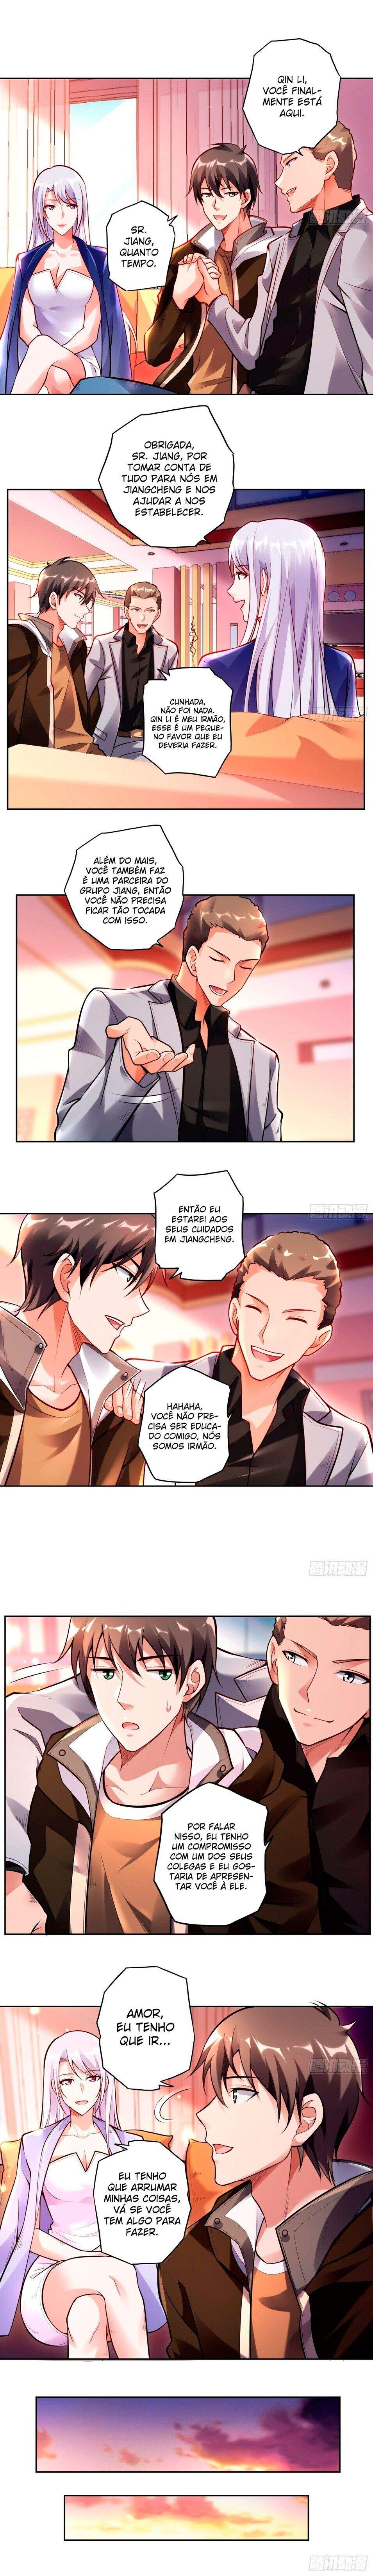 QIN LI,
VOCÊ FINAL-
MENTE ESTÁ
AQUI.
SR.
JIANG,
QUANTO
TEMPO.
OBRIGADA,
SR. JIANG, POR
TOMAR CONTA DE
TUDO PARA NÓS EM
JIANGCHENG E NOS
AJUDAR A NOS
ESTABELECER.
CUNHADA,
NÃO FOI NADA.
QIN LI É MEU IRMÃO,
ESSE É UM PEQUE-
NO FAVOR QUE EU
DEVERIA FAZER.
ALÉM DO MAIS,
VOCÊ TAMBÉM FAZ
É UMA PARCEIRA DO
GRUPO JIANG, ENTÃO
VOCÊ NÃO PRECISA
FICAR TÃO TOCADA
COM ISSO.
ENTÃO EU
ESTAREI AOS
SEUS CUIDADOS
EM JIANGCHENG.
HAHAHA,
VOCÊ NÃO PRE-
CISA SER EDUCA-
DO COMIGO, NÓS
SOMOS IRMÃO.
POR FALAR
NISSO, EU TENHO
UM COMPROMISSO
COM UM DOS SEUS
COLEGAS E EU GOS-
TARIA DE APRESEN-
TAR VOCÊ À ELE.
AMOR,
EU TENHO
QUE IR...
EU TENHO
QUE ARRUMAR
MINHAS COISAS,
VÁ SE VOCÊ
TEM ALGO PARA
FAZER.